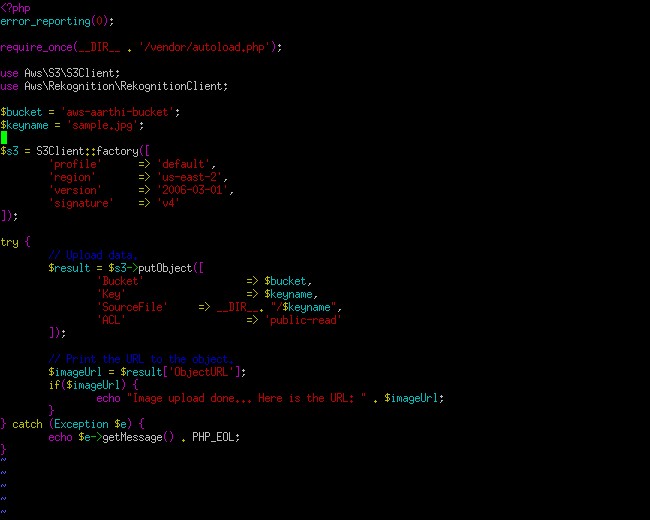 <?php
error_reporting(0);
require_once(__DIR__ . '/vendor/autoload.php');
use Aws\S3\S3Client;
use Aws\Rekognition\RekognitionClient;
$bucket = 'aws-aarthi-bucket';
$keyname = 'sample.jpg';
$s3 = S3Client::factory([
'profile' => 'default',
'region' => 'us-east-2',
'version' => '2006-03-01',
'signature' => 'v4'
]);
try {
// Upload data.
$result = $s3->putObject([
'Bucket' => $bucket,
'Key' => $keyname,
'SourceFile' => __DIR__. "/$keyname",
'ACL' => 'public-read'
]);
// Print the URL to the object.
$imageUrl = $result['ObjectURL'];
if($imageUrl) {
echo "Image upload done... Here is the URL: " . $imageUrl;
}
} catch (Exception $e) {
echo $e->getMessage() . PHP_EOL;
}
~
~
~
~
~